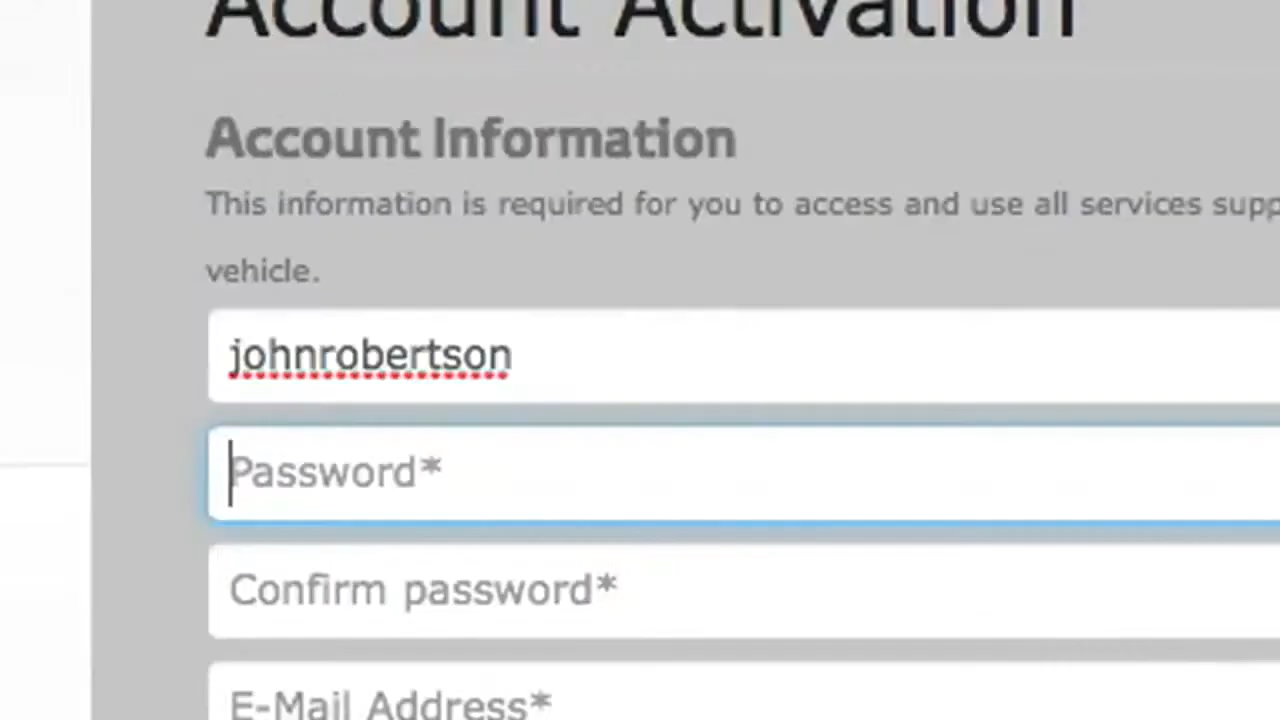 Account Activation
Account Information
This information is required for you to access and use all services
vehicle.
johnrobertson
Password*
Confirm password*
E-Mail Address*